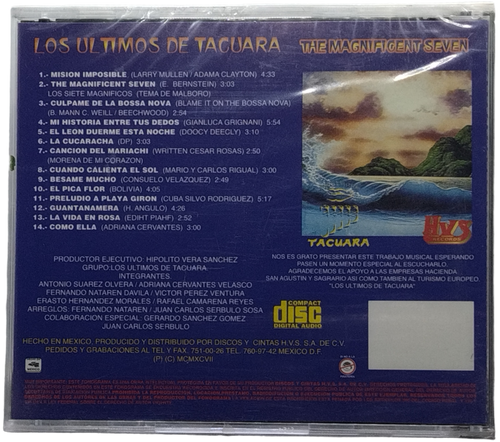 LOS ULTIMOS DE TACUARA
THE MAGNIFICENT SEVEN
1.- MISION IMPOSIBLE (LARRY MULLEN / ADAMA CLAYTON) 4:33
2.- THE MAGNIFICENT SEVEN (E. BERNSTEIN) 3:03
LOS SIETE MAGNIFICOS (TEMA DE MALBORO)
3.- CULPAME DE LA BOSSA NOVA (BLAME IT ON THE BOSSA NOVA)
(B. MANN C. WEILL / BEECHWOOD) 2:54
4.- MI HISTORIA ENTRE TUS DEDOS (GIANLUCA GRIGNANI) 5:41
5.- EL LEON DUERME ESTA NOCHE (DOOCY DEECLY) 3:10
6.- LA CUCARACHA (DP) 3:03
7.- CANCION DEL MARIACHI (WRITTEN CESAR ROSAS) 2:50
(MORENA DE MI CORAZON)
8.- CUANDO CALIENTA EL SOL (MARIO Y CARLOS RIGUAL) 3:00
9.- BESAME MUCHO (CONSUELO VELAZQUEZ) 2:49
10.- EL PICA FLOR (BOLIVIA) 4:05
11.- PRELUDIO A PLAYA GIRON (CUBA SILVO RODRIGUEZ) 5:17
12.- GUANTANAMERA (H. ANGULO) 2:36
13.- LA VIDA EN ROSA (EDIHT PIAHF) 2:53
14.- COMO ELLA (ADRIANA CERVANTES) 3:00
TACUARA
H.V.S
RECORDS
NOS ES GRATO PRESENTAR ESTE TRABAJO MUSICAL ESPERANDO
PASEN UN MOMENTO ESPECIAL AL ESCUCHARLO.
AGRADECEMOS EL APOYO A LAS EMPRESAS HACIENDA
SAN AGUSTIN Y SAGRARIO ASI COMO TAMBIEN AL TURISMO EUROPEO.
"LOS ULTIMOS DE TACUARA"
PRODUCTOR EJECUTIVO: HIPOLITO VERA SANCHEZ
GRUPO: LOS ULTIMOS DE TACUARA
INTEGRANTES
ANTONIO SUAREZ OLVERA / ADRIANA CERVANTES VELASCO
FERNANDO NATAREN DAVILA / VICTOR PEREZ VENTURA
ERASTO HERNANDEZ MORALES / RAFAEL CAMARENA REYES
ARREGLOS: FERNANDO NATAREN / JUAN CARLOS SERBULO SOSA
COLABORACION ESPECIAL: GERARDO SANCHEZ GOMEZ
JUAN CARLOS SERBULO
COMPACT
disc
DIGITAL AUDIO
HECHO EN MEXICO, PRODUCIDO Y DISTRIBUIDO POR DISCOS Y CINTAS H.V.S. S.A. DE C.V.
PEDIDOS Y GRABACIONES AL TEL Y FAX. 751-00-26 TEL. 760-97-42 MEXICO D.F.
(P) (C) MCMXCVII